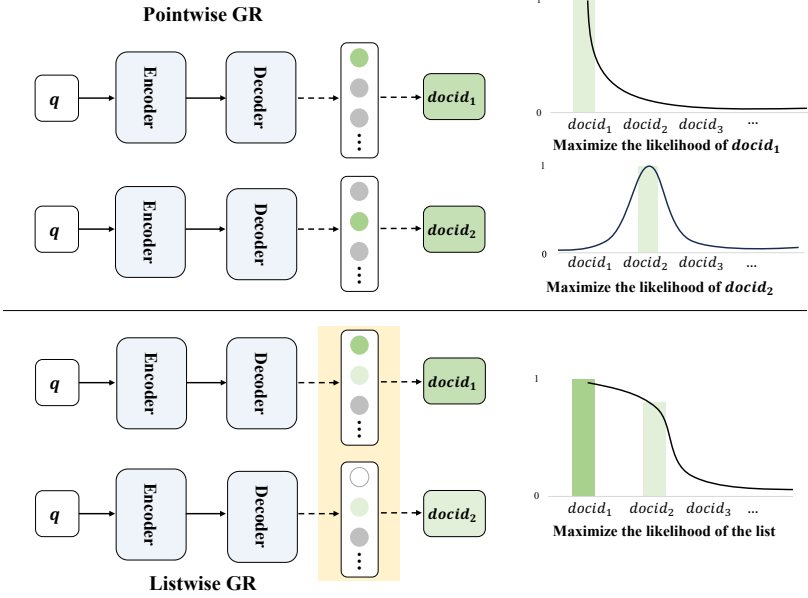 Pointwise GR
q
Encoder
Decoder
⋮
docid₁
1
0
docid₁ docid₂ docid₃ ...
Maximize the likelihood of docid₁
q
Encoder
Decoder
⋮
docid₂
1
0
docid₁ docid₂ docid₃ ...
Maximize the likelihood of docid₂
q
Encoder
Decoder
⋮
docid₁
q
Encoder
Decoder
⋮
docid₂
1
0
docid₁ docid₂ docid₃ ...
Maximize the likelihood of the list
Listwise GR